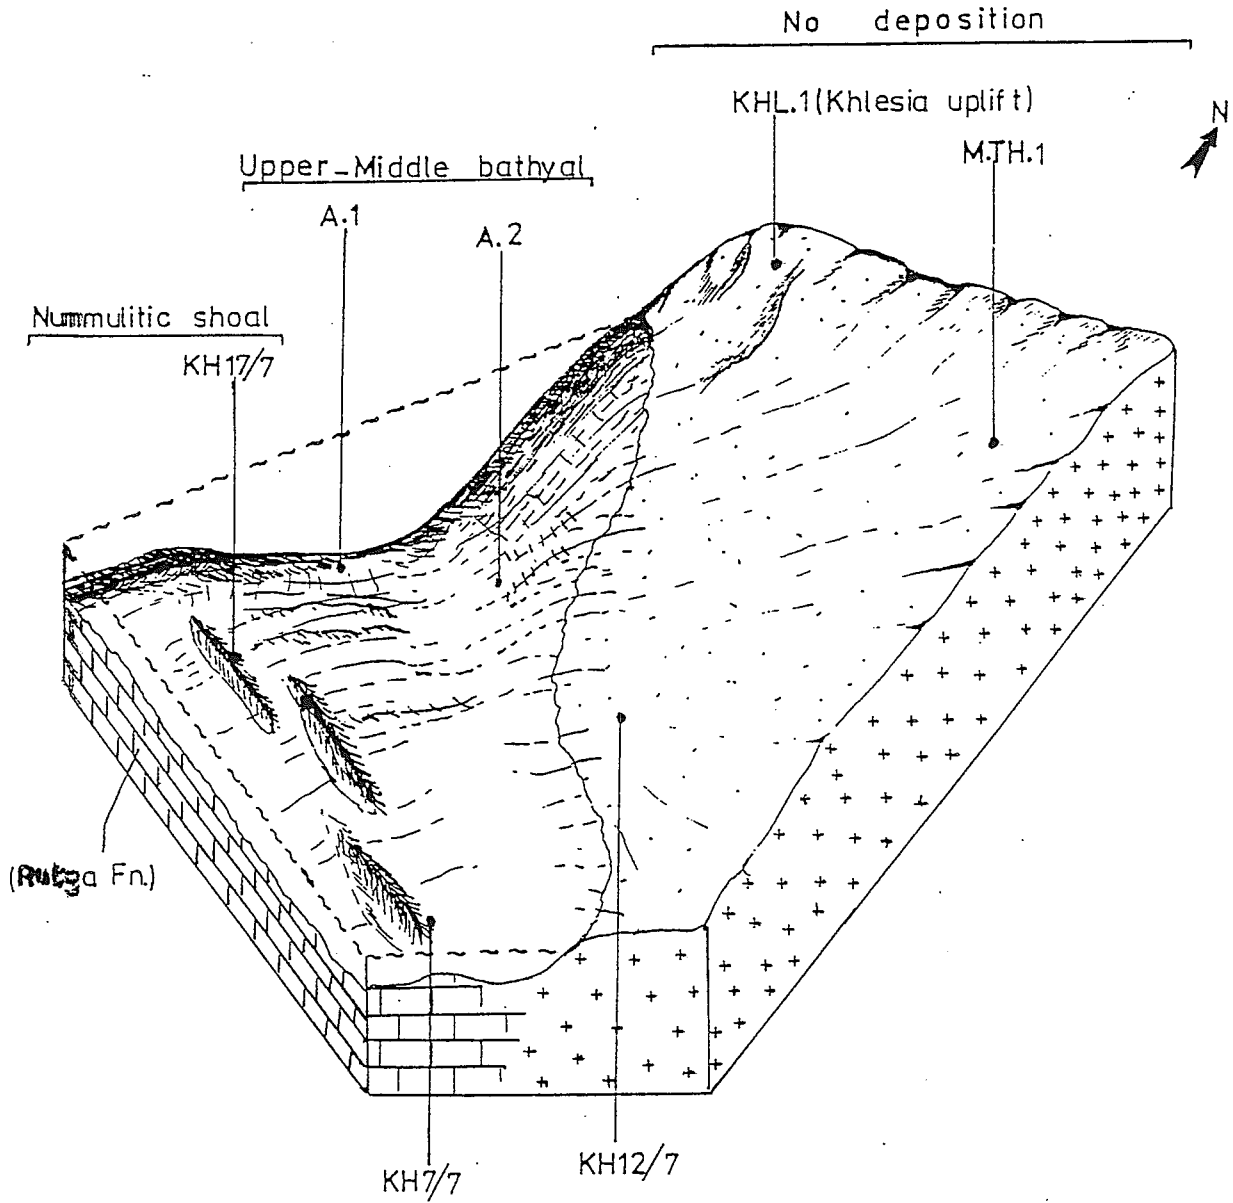 No deposition
KHL.1(Khlesia uplift)
N
M.TH.1
Upper-Middle bathyal
A.1
A.2
Nummulitic shoal
KH17/7
(Rutga Fn.)
KH12/7
KH7/7